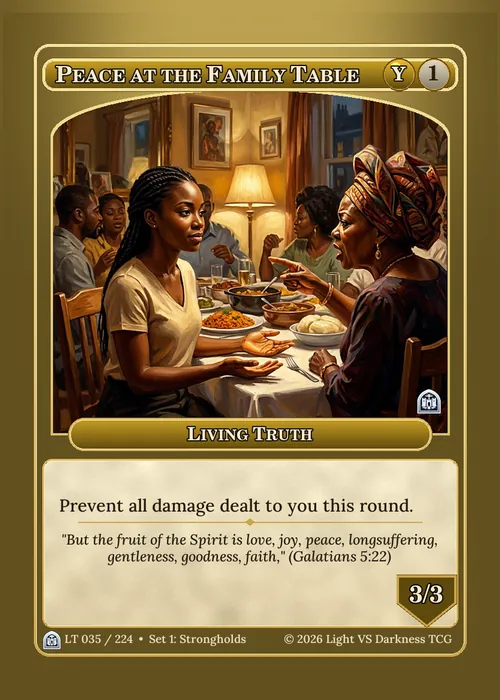 Peace at the Family Table Y 1
Living Truth
Prevent all damage dealt to you this round.
"But the fruit of the Spirit is love, joy, peace, longsuffering,
gentleness, goodness, faith," (Galatians 5:22)
3/3
LT 035 / 224 • Set 1: Strongholds © 2026 Light VS Darkness TCG